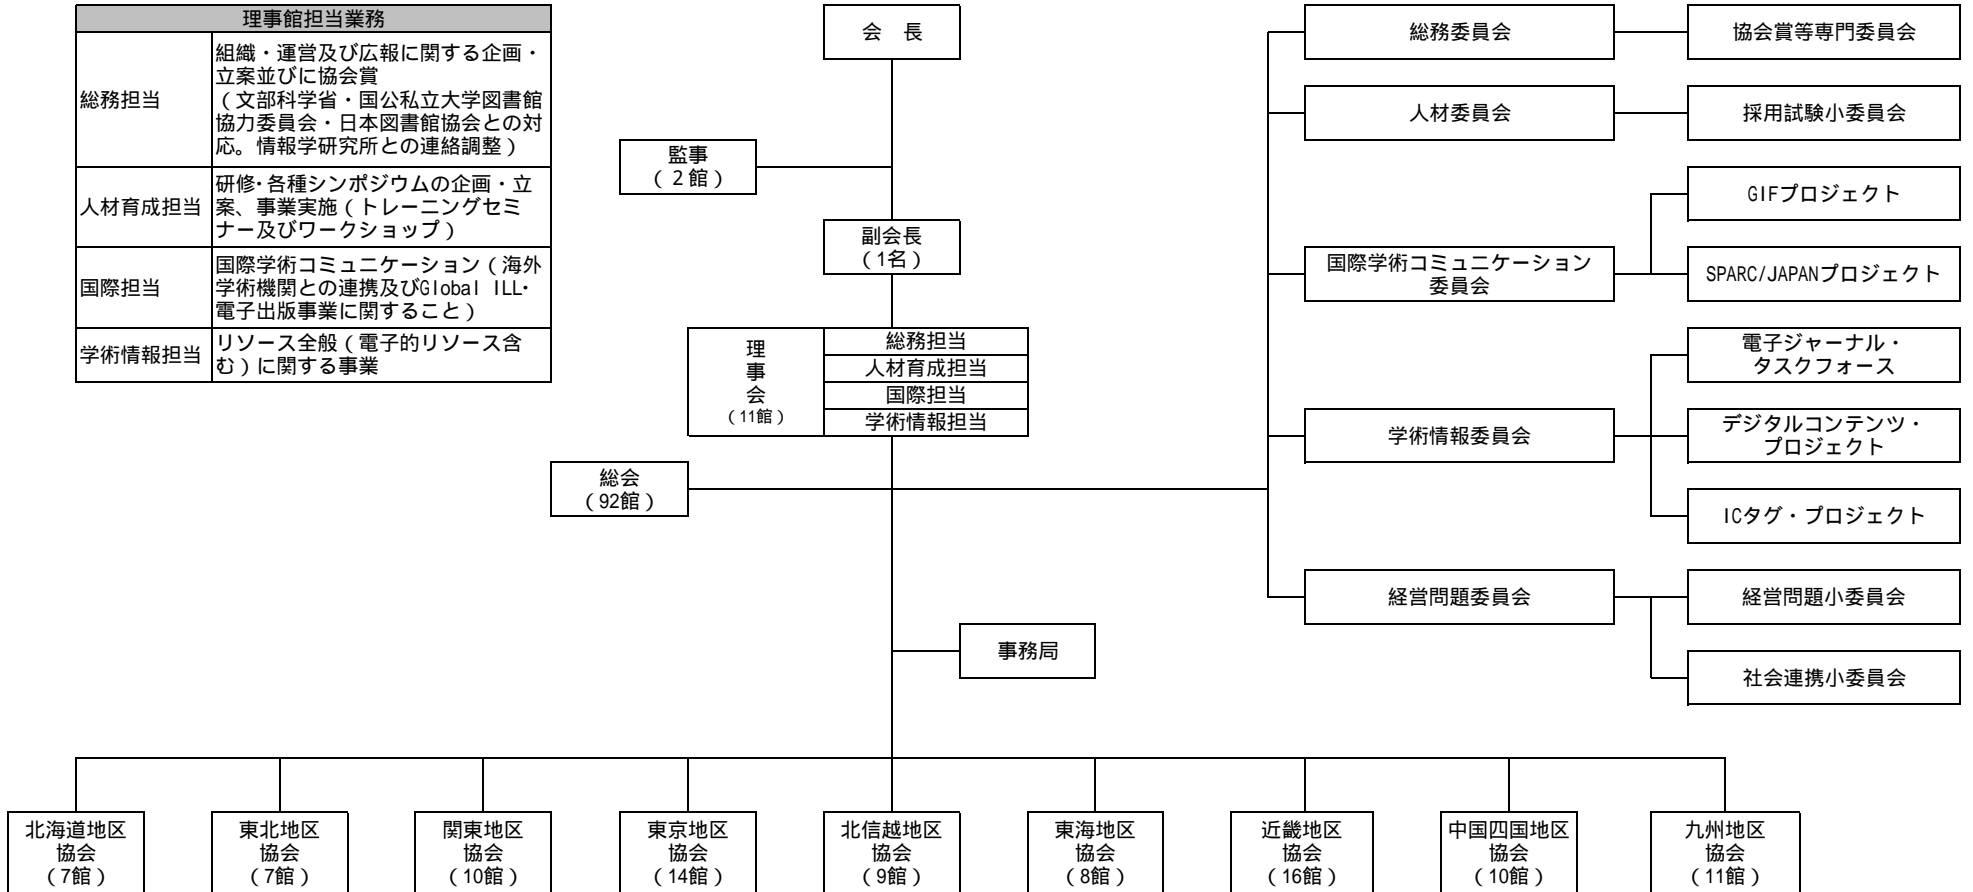 理事館担当業務
総務担当
組織・運営及び広報に関する企画・
立案並びに協会賞
(文部科学省・国公私立大学図書館
協力委員会・日本図書館協会との対
応。情報学研究所との連絡調整)
人材育成担当
研修・各種シンポジウムの企画・立
案、事業実施(トレーニングセミ
ナー及びワークショップ)
国際担当
国際学術コミュニケーション(海外
学術機関との連携及びGlobal ILL・
電子出版事業に関すること)
学術情報担当
リソース全般(電子的リソース含
む)に関する事業
会 長
監事
(2館)
副会長
(1名)
理
事
会
(11館)
総務担当
人材育成担当
国際担当
学術情報担当
総会
(92館)
事務局
総務委員会
協会賞等専門委員会
人材委員会
採用試験小委員会
国際学術コミュニケーション
委員会
GIFプロジェクト
SPARC/JAPANプロジェクト
学術情報委員会
電子ジャーナル・
タスクフォース
デジタルコンテンツ・
プロジェクト
ICタグ・プロジェクト
経営問題委員会
経営問題小委員会
社会連携小委員会
北海道地区
協会
(7館)
東北地区
協会
(7館)
関東地区
協会
(10館)
東京地区
協会
(14館)
北信越地区
協会
(9館)
東海地区
協会
(8館)
近畿地区
協会
(16館)
中国四国地区
協会
(10館)
九州地区
協会
(11館)